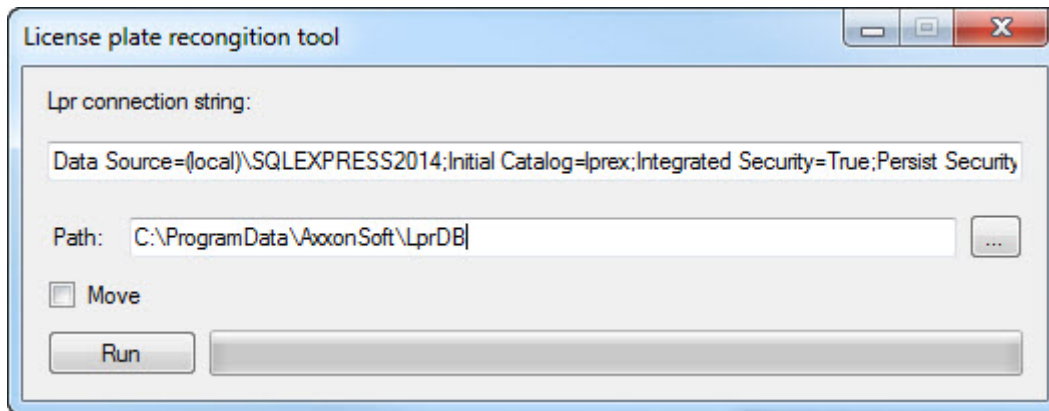 License plate recongition tool
Lpr connection string:
Data Source=(local)\SQLEXPRESS2014;Initial Catalog=lprex;Integrated Security=True;Persist Security
Path: C:\ProgramData\AxxonSoft\LprDB ...
Move
Run